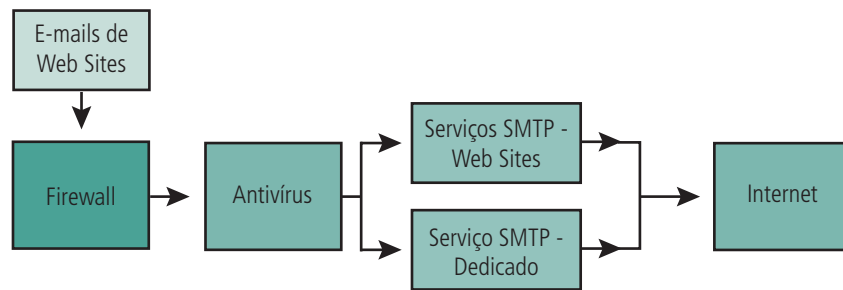 E-mails de
Web Sites
Firewall
Antivírus
Serviços SMTP -
Web Sites
Serviço SMTP -
Dedicado
Internet